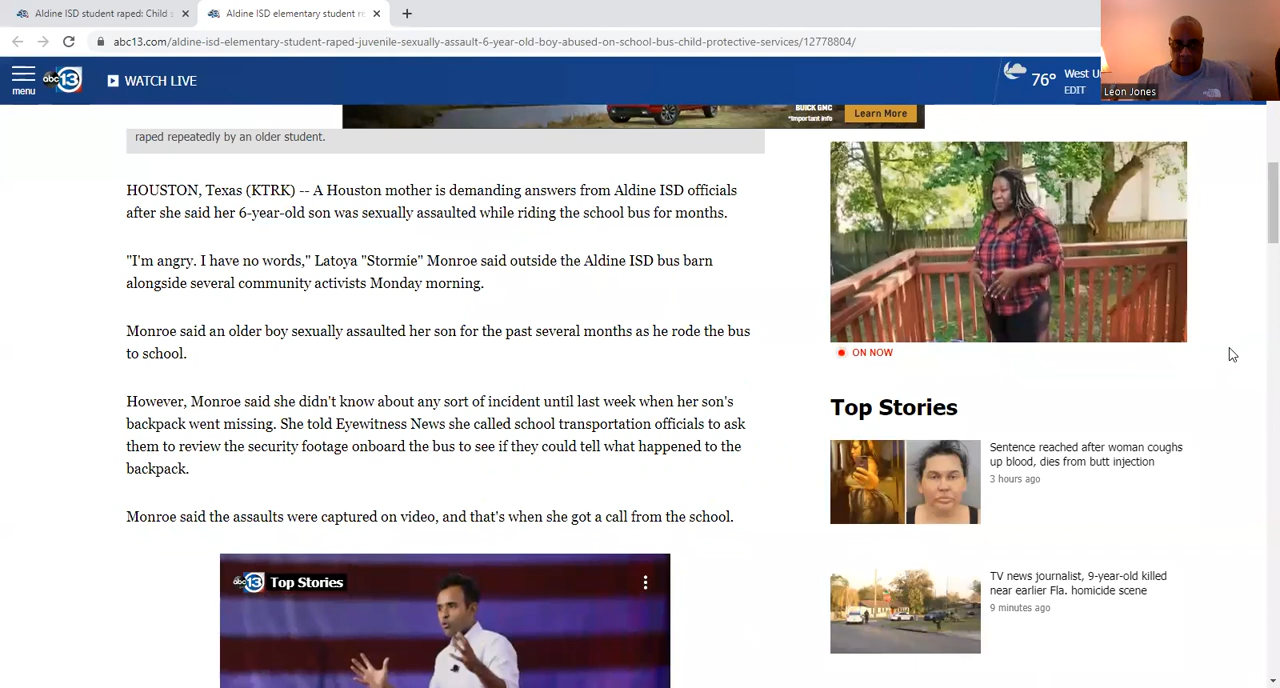 Aldine ISD student raped: Child s
Aldine ISD elementary student re
abc13.com/aldine-isd-elementary-student-raped-juvenile-sexually-assault-6-year-old-boy-abused-on-school-bus-child-protective-services/12778804/
menu
abc 13
WATCH LIVE
76°
West U
EDIT
Léon Jones
BUICK GMC
*Important Info
Learn More
raped repeatedly by an older student.
HOUSTON, Texas (KTRK) -- A Houston mother is demanding answers from Aldine ISD officials
after she said her 6-year-old son was sexually assaulted while riding the school bus for months.
"I'm angry. I have no words," Latoya "Stormie" Monroe said outside the Aldine ISD bus barn
alongside several community activists Monday morning.
Monroe said an older boy sexually assaulted her son for the past several months as he rode the bus
to school.
However, Monroe said she didn't know about any sort of incident until last week when her son's
backpack went missing. She told Eyewitness News she called school transportation officials to ask
them to review the security footage onboard the bus to see if they could tell what happened to the
backpack.
Monroe said the assaults were captured on video, and that's when she got a call from the school.
abc 13 Top Stories
ON NOW
Top Stories
Sentence reached after woman coughs
up blood, dies from butt injection
3 hours ago
TV news journalist, 9-year-old killed
near earlier Fla. homicide scene
9 minutes ago